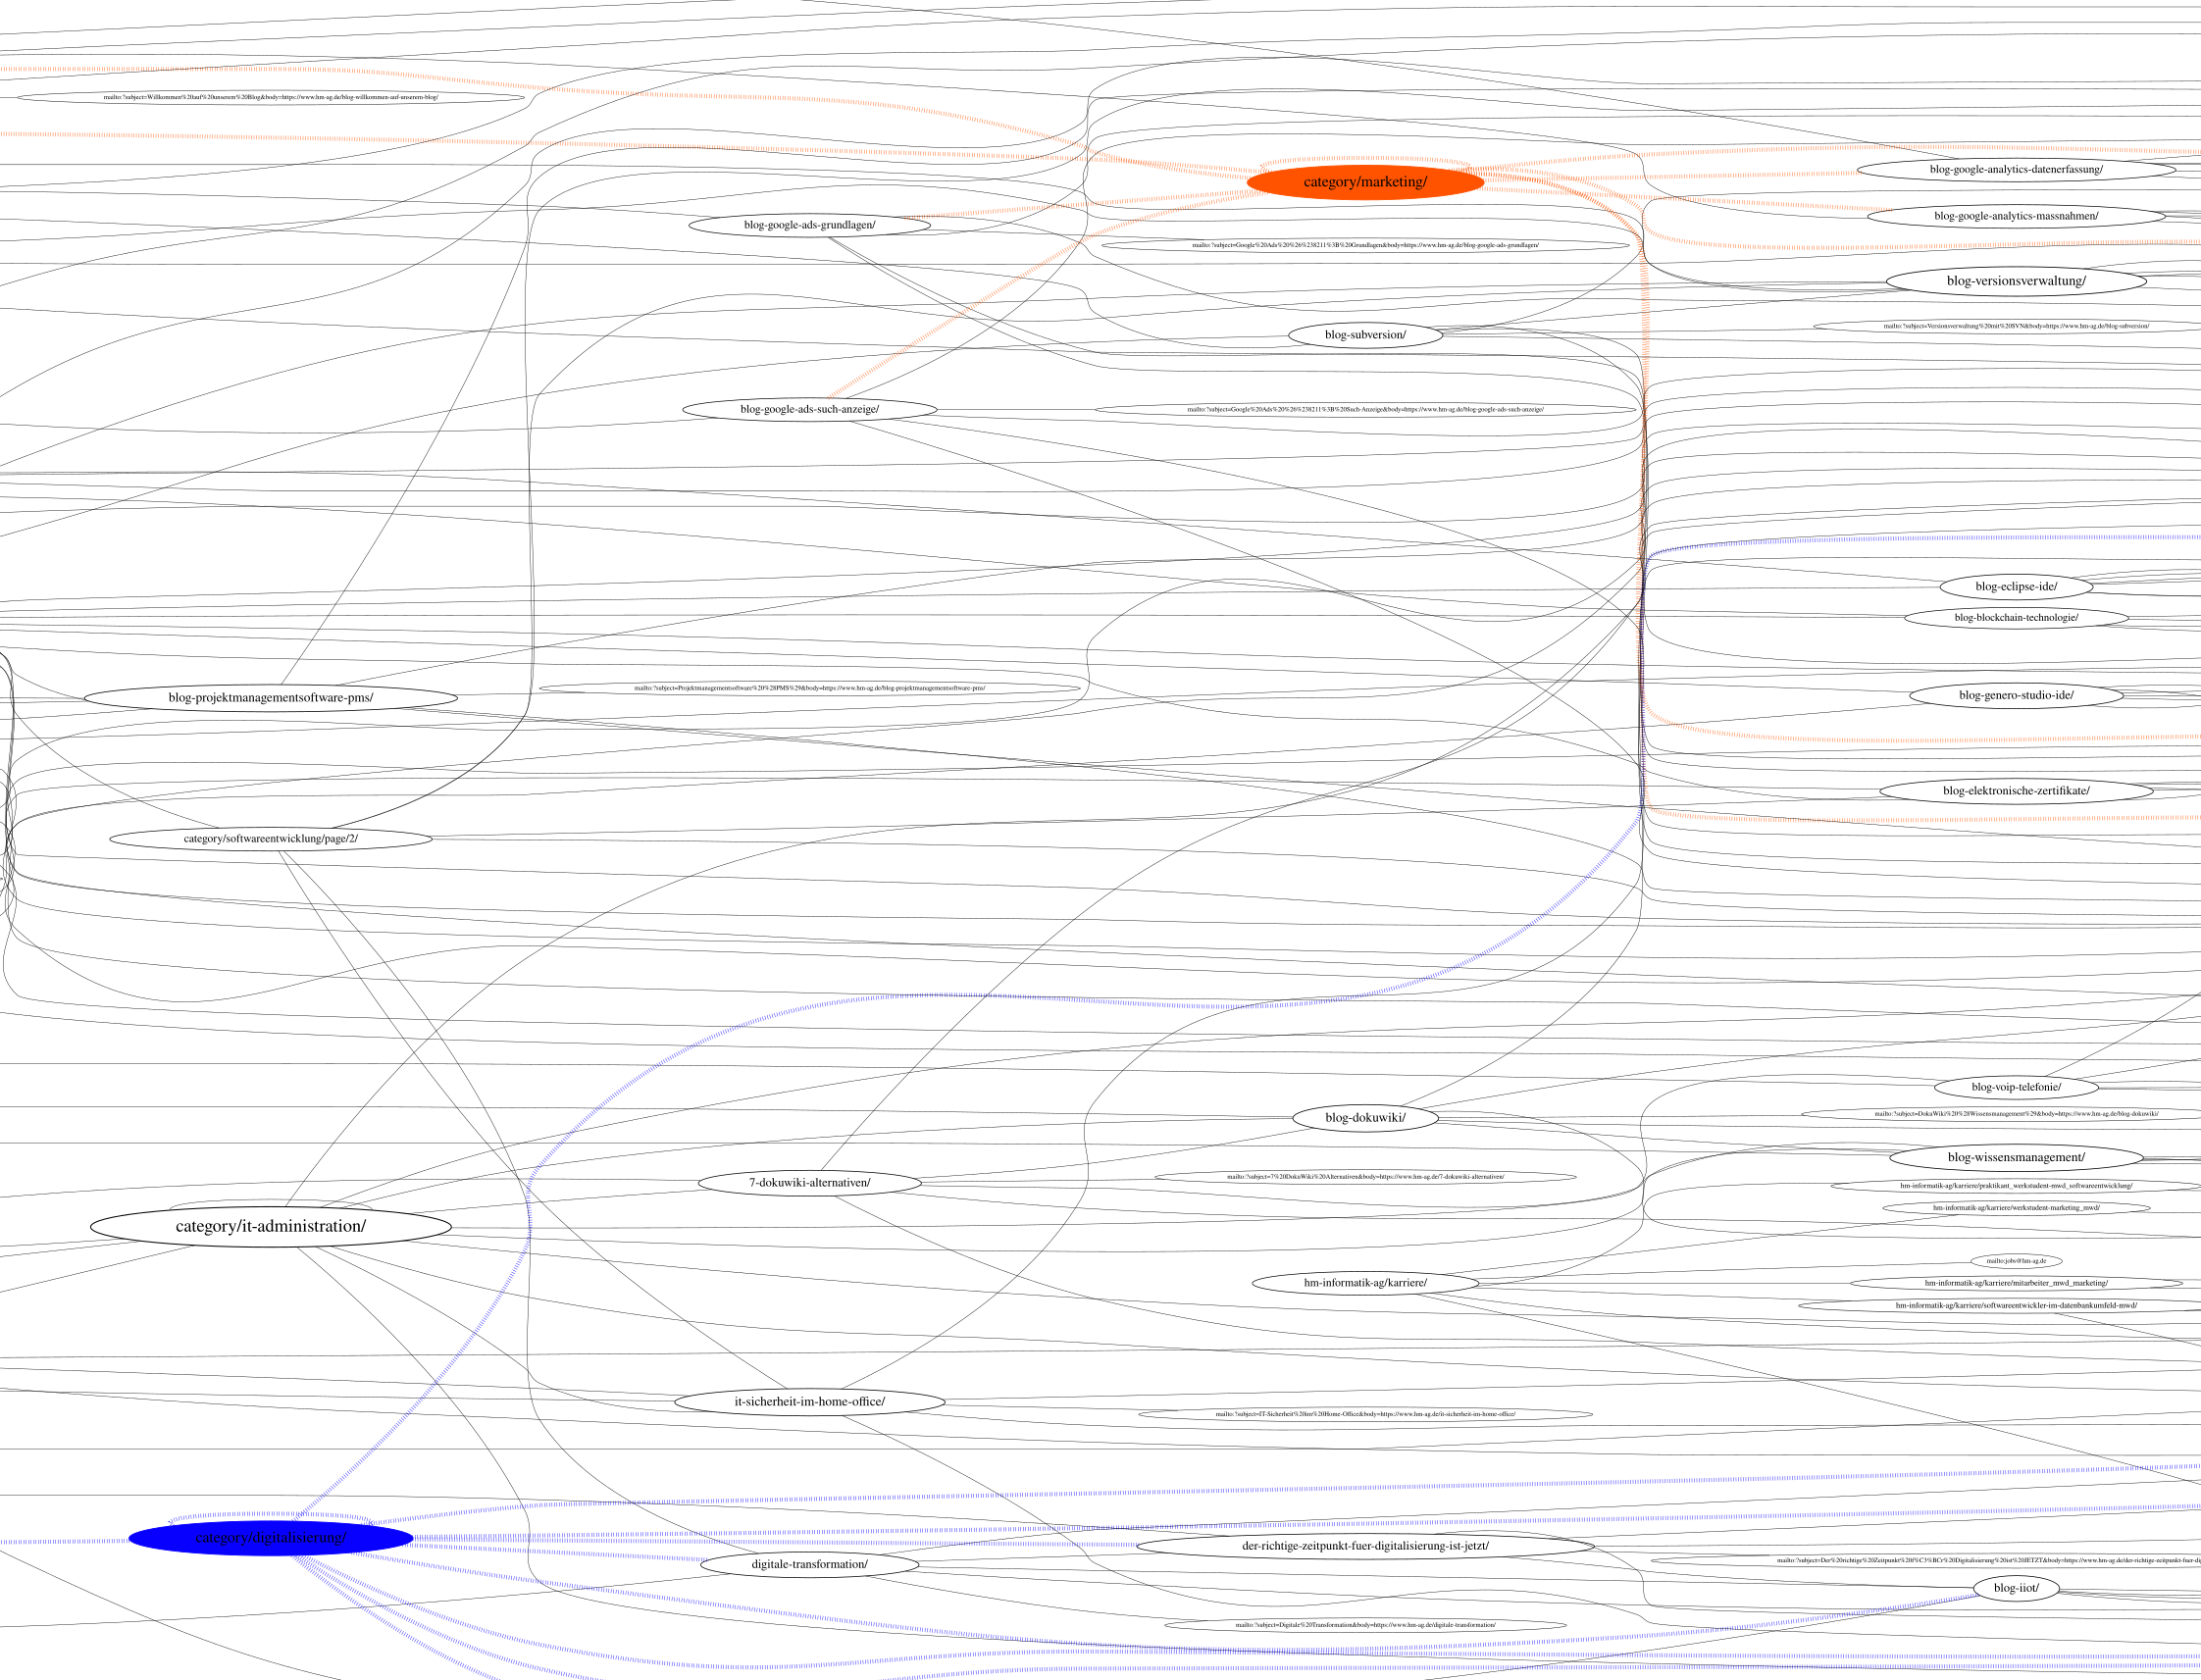 mailto:?subject=Willkommen%20auf%20unserem%20Blog&body=https://www.hm-ag.de/blog-willkommen-auf-unserem-blog/
category/marketing/
blog-google-analytics-datenerfassung/
blog-google-analytics-massnahmen/
blog-google-ads-grundlagen/
mailto:?subject=Google%20Ads%20%26%238211%3B%20Grundlagen&body=https://www.hm-ag.de/blog-google-ads-grundlagen/
blog-versionsverwaltung/
blog-subversion/
mailto:?subject=Versionsverwaltung%20mit%20SVN&body=https://www.hm-ag.de/blog-subversion/
blog-google-ads-such-anzeige/
mailto:?subject=Google%20Ads%20%26%238211%3B%20Such-Anzeige&body=https://www.hm-ag.de/blog-google-ads-such-anzeige/
blog-eclipse-ide/
blog-blockchain-technologie/
blog-projektmanagementsoftware-pms/
mailto:?subject=Projektmanagementsoftware%20%28PMS%29&body=https://www.hm-ag.de/blog-projektmanagementsoftware-pms/
blog-genero-studio-ide/
blog-elektronische-zertifikate/
category/softwareentwicklung/page/2/
blog-voip-telefonie/
blog-dokuwiki/
mailto:?subject=DokuWiki%20%28Wissensmanagement%29&body=https://www.hm-ag.de/blog-dokuwiki/
blog-wissensmanagement/
7-dokuwiki-alternativen/
mailto:?subject=7%20DokuWiki%20Alternativen&body=https://www.hm-ag.de/7-dokuwiki-alternativen/
hm-informatik-ag/karriere/praktikant_werkstudent-mwd_softwareentwicklung/
hm-informatik-ag/karriere/werkstudent-marketing_mwd/
category/it-administration/
mailto:jobs@hm-ag.de
hm-informatik-ag/karriere/
hm-informatik-ag/karriere/mitarbeiter_mwd_marketing/
hm-informatik-ag/karriere/softwareentwickler-im-datenbankumfeld-mwd/
it-sicherheit-im-home-office/
mailto:?subject=IT-Sicherheit%20im%20Home-Office&body=https://www.hm-ag.de/it-sicherheit-im-home-office/
category/digitalisierung/
der-richtige-zeitpunkt-fuer-digitalisierung-ist-jetzt/
mailto:?subject=Der%20richtige%20Zeitpunkt%20f%C3%BCr%20Digitalisierung%20ist%20JETZT&body=https://www.hm-ag.de/der-richtige-zeitpunkt-fuer-di
digitale-transformation/
blog-iiot/
mailto:?subject=Digitale%20Transformation&body=https://www.hm-ag.de/digitale-transformation/